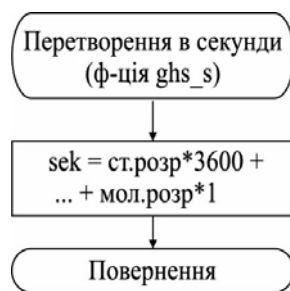 Перетворення в секунди
(ф-ція ghs_s)
sek = ст.розр*3600 +
... + мол.розр*1
Повернення